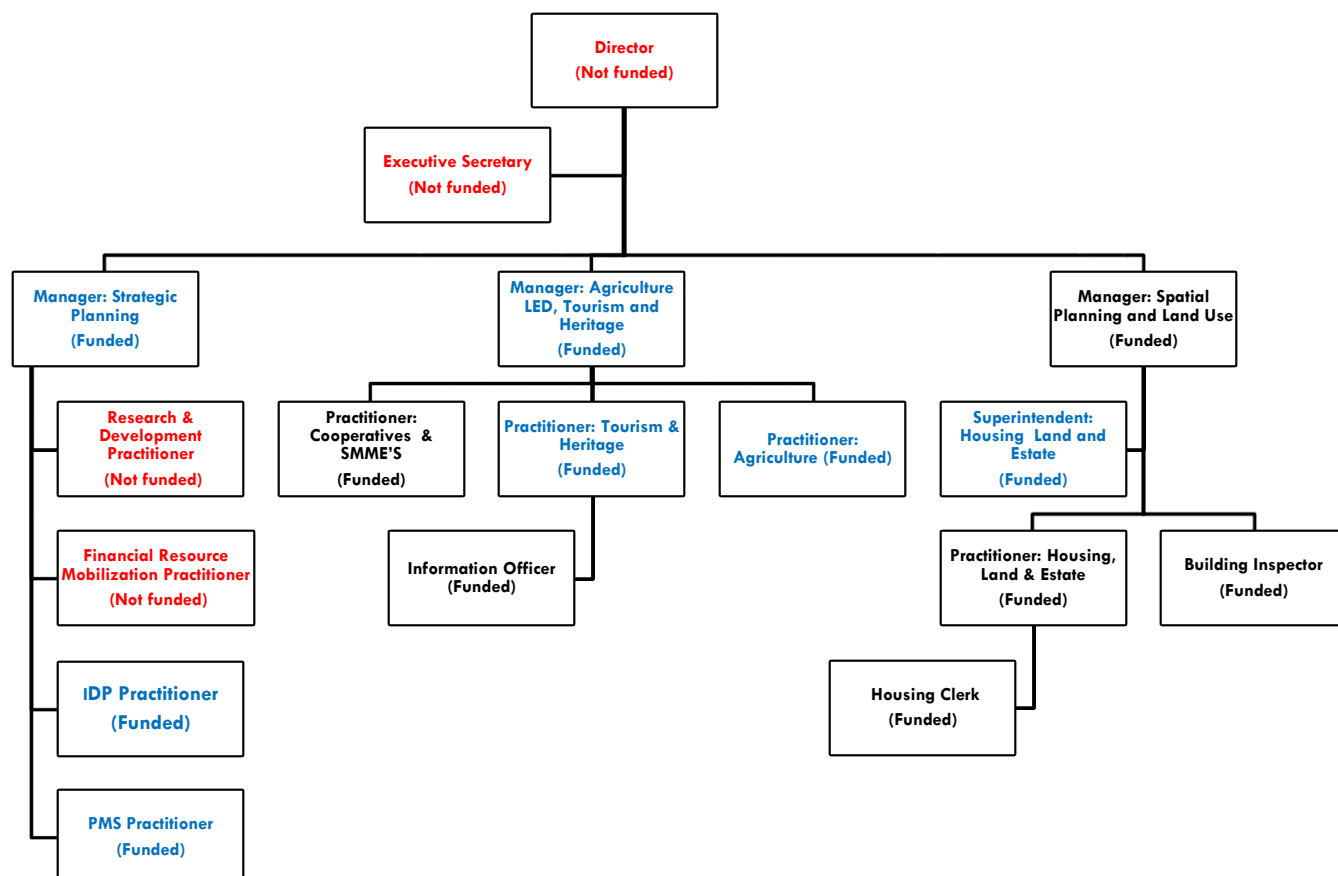 Director
(Not funded)
Executive Secretary
(Not funded)
Manager: Strategic
Planning
(Funded)
Manager: Agriculture
LED, Tourism and
Heritage
(Funded)
Manager: Spatial
Planning and Land Use
(Funded)
Research &
Development
Practitioner
(Not funded)
Practitioner:
Cooperatives & 
SMME'S
(Funded)
Practitioner: Tourism &
Heritage
(Funded)
Practitioner:
Agriculture (Funded)
Superintendent:
Housing Land and
Estate
(Funded)
Financial Resource
Mobilization Practitioner
(Not funded)
Information Officer
(Funded)
Practitioner: Housing,
Land & Estate
(Funded)
Building Inspector
(Funded)
IDP Practitioner
(Funded)
Housing Clerk
(Funded)
PMS Practitioner
(Funded)